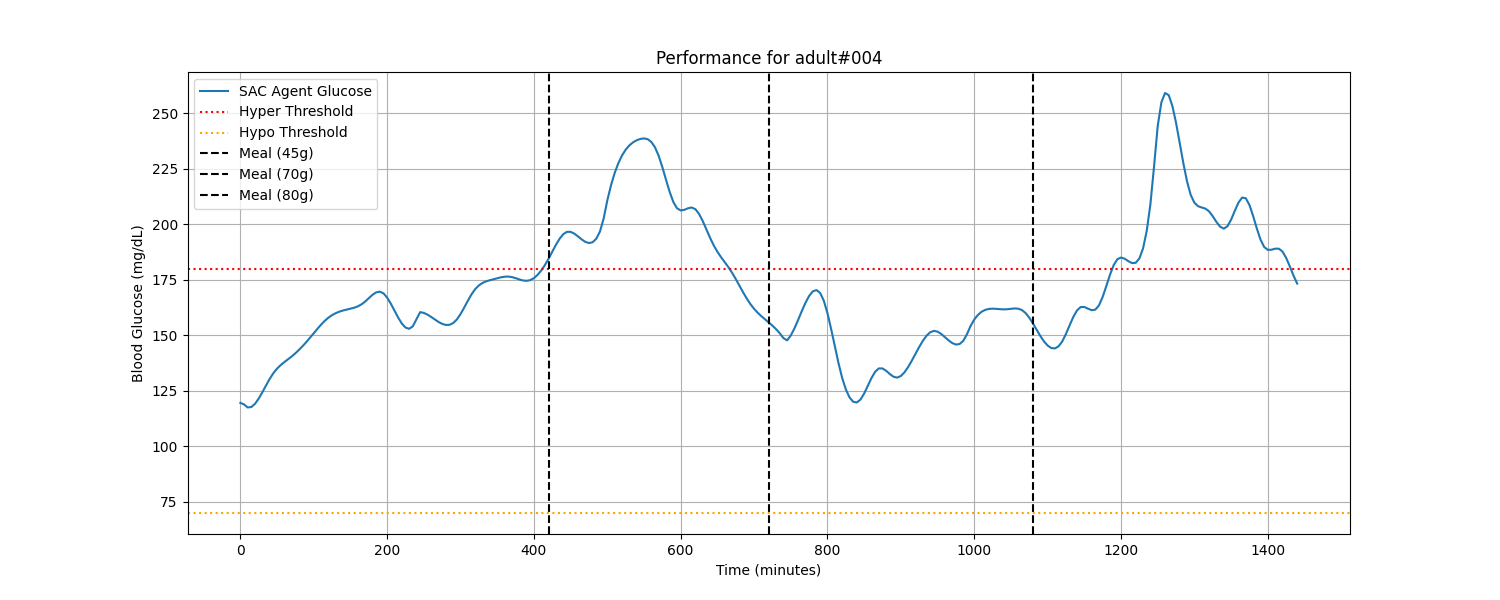 Performance for adult#004
SAC Agent Glucose
Hyper Threshold
Hypo Threshold
Meal (45g)
Meal (70g)
Meal (80g)
Blood Glucose (mg/dL)
250
225
200
175
150
125
100
75
0 200 400 600 800 1000 1200 1400
Time (minutes)